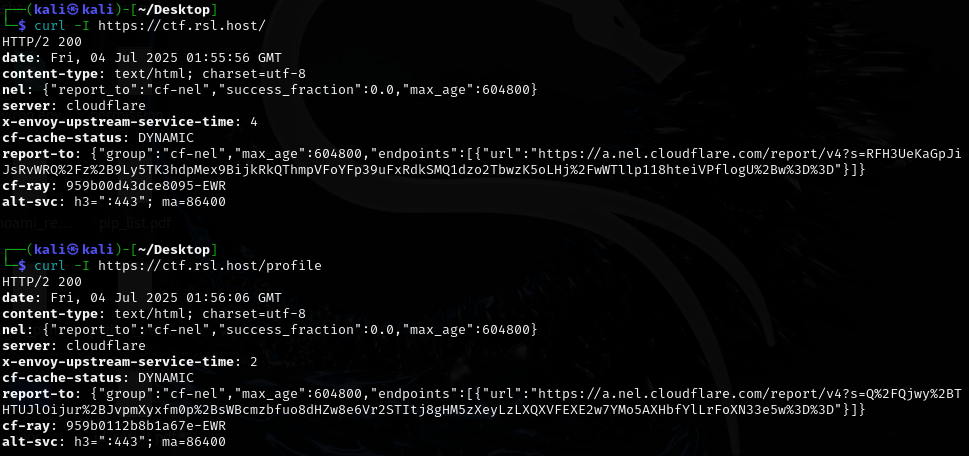 ┌──(kali㉿kali)-[~/Desktop]
└─$ curl -I https://ctf.rsl.host/
HTTP/2 200
date: Fri, 04 Jul 2025 01:55:56 GMT
content-type: text/html; charset=utf-8
nel: {"report_to":"cf-nel","success_fraction":0.0,"max_age":604800}
server: cloudflare
x-envoy-upstream-service-time: 4
cf-cache-status: DYNAMIC
report-to: {"group":"cf-nel","max_age":604800,"endpoints":[{"url":"https://a.nel.cloudflare.com/report/v4?s=RFH3UeKaGpJi
JsRvWRQ%2Fz%2B9Ly5TK3hdpMex9BijkRkQThmpVFoYFp39uFxRdkSMQ1dzo2TbwzK5oLHj%2FwWTllp118hteiVPflogU%2Bw%3D%3D"}]}
cf-ray: 959b00d43dce8095-EWR
alt-svc: h3=":443"; ma=86400
noami_re... pip_list.pdf
┌──(kali㉿kali)-[~/Desktop]
└─$ curl -I https://ctf.rsl.host/profile
HTTP/2 200
date: Fri, 04 Jul 2025 01:56:06 GMT
content-type: text/html; charset=utf-8
nel: {"report_to":"cf-nel","success_fraction":0.0,"max_age":604800}
server: cloudflare
x-envoy-upstream-service-time: 2
cf-cache-status: DYNAMIC
report-to: {"group":"cf-nel","max_age":604800,"endpoints":[{"url":"https://a.nel.cloudflare.com/report/v4?s=Q%2FQjwy%2BT
HTUJlOijur%2BJvpmXyxfm0p%2BsWBcmzbfuo8dHZw8e6Vr2STItj8gHM5zXeyLzLXQXVFEXE2w7YMo5AXHbfYlLrFoXN33e5w%3D%3D"}]}
cf-ray: 959b0112b8b1a67e-EWR
alt-svc: h3=":443"; ma=86400